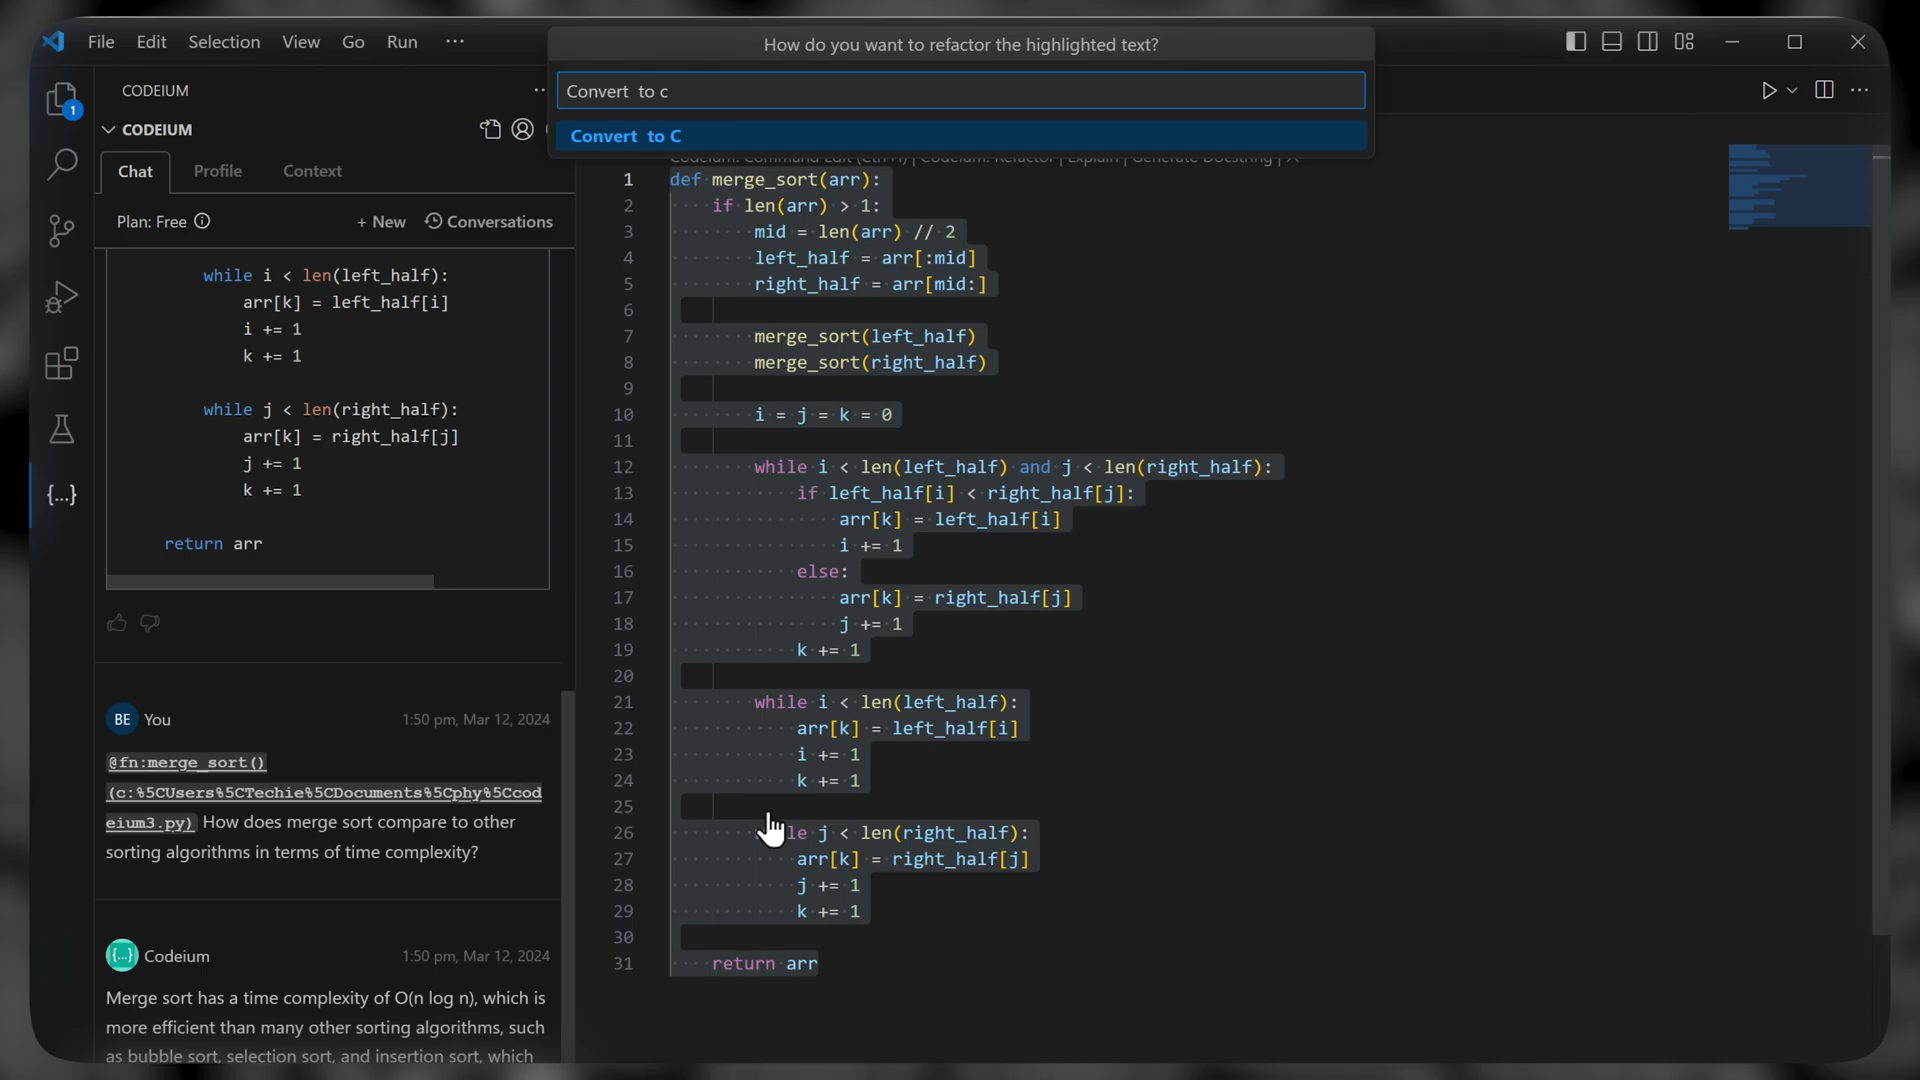 File Edit Selection View Go Run ...
How do you want to refactor the highlighted text?
Convert  to c
Convert  to C
1
CODEIUM
CODEIUM
Chat Profile Context
Plan: Free + New Conversations
while i < len(left_half):
arr[k] = left_half[i]
i += 1
k += 1
while j < len(right_half):
arr[k] = right_half[j]
j += 1
k += 1
return arr
BE You 1:50 pm, Mar 12, 2024
@fn:merge_sort()
(c:%5CUsers%5CTechie%5CDocuments%5Cphy%5Ccod
eium3.py) How does merge sort compare to other
sorting algorithms in terms of time complexity?
{...} Codeium 1:50 pm, Mar 12, 2024
Merge sort has a time complexity of O(n log n), which is
more efficient than many other sorting algorithms, such
as bubble sort, selection sort, and insertion sort, which
Codeium: Command Edit (Ctrl+I) | Codeium: Refactor | Explain | Generate Docstring | X
1 def merge_sort(arr):
2 if len(arr) > 1:
3 mid = len(arr) // 2
4 left_half = arr[:mid]
5 right_half = arr[mid:]
6
7 merge_sort(left_half)
8 merge_sort(right_half)
9
10 i = j = k = 0
11
12 while i < len(left_half) and j < len(right_half):
13 if left_half[i] < right_half[j]:
14 arr[k] = left_half[i]
15 i += 1
16 else:
17 arr[k] = right_half[j]
18 j += 1
19 k += 1
20
21 while i < len(left_half):
22 arr[k] = left_half[i]
23 i += 1
24 k += 1
25
26 le j < len(right_half):
27 arr[k] = right_half[j]
28 j += 1
29 k += 1
30
31 return arr